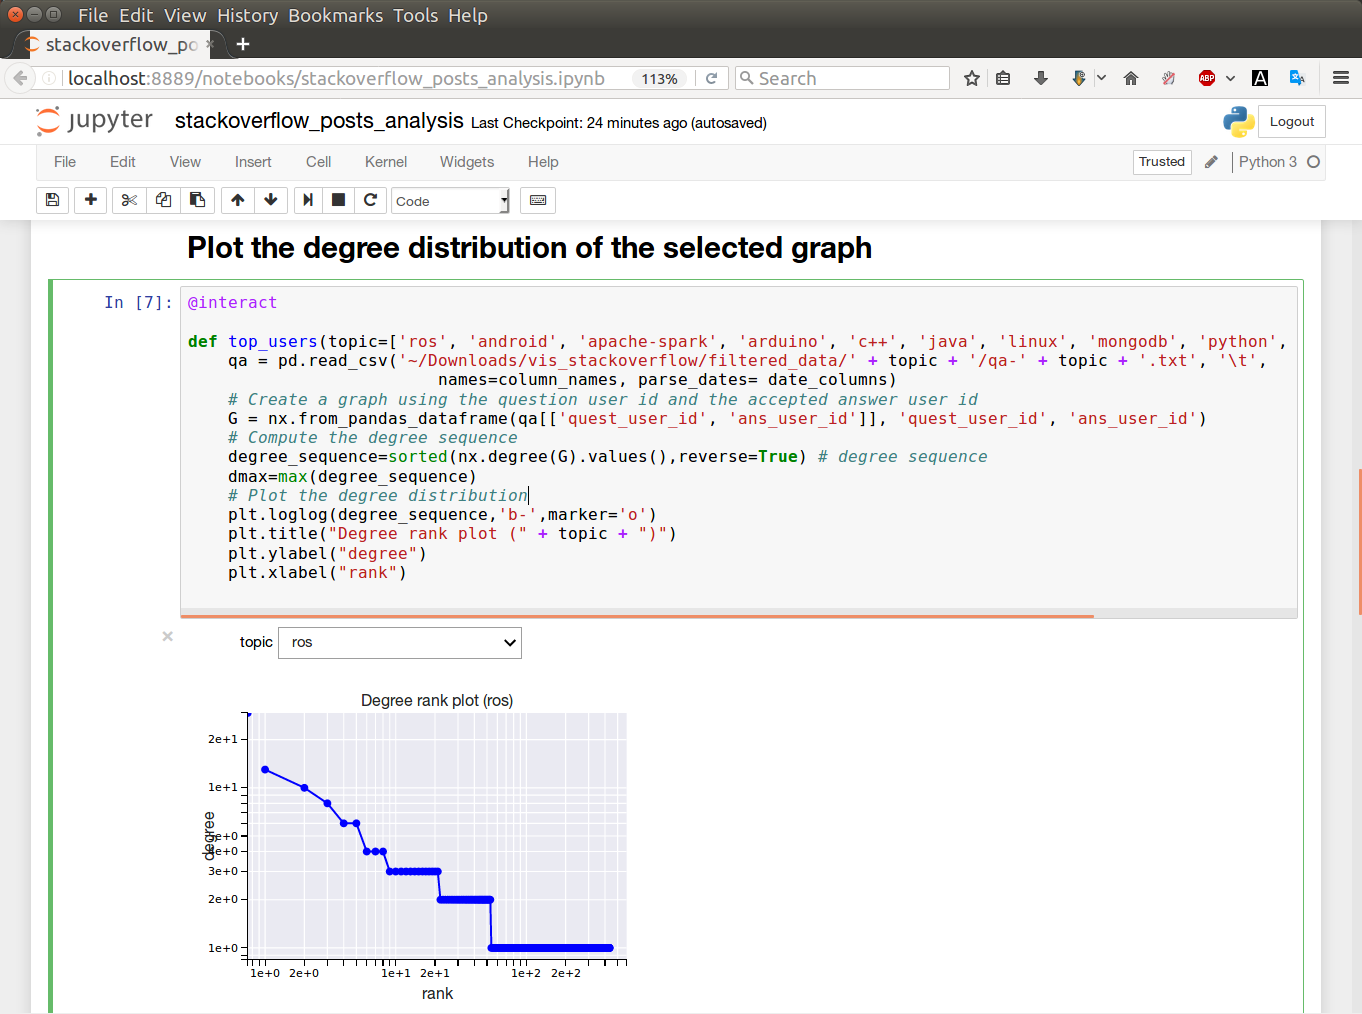 File Edit View History Bookmarks Tools Help
stackoverflow_po
localhost:8889/notebooks/stackoverflow_posts_analysis.ipynb 113% Search ABP A
jupyter stackoverflow_posts_analysis Last Checkpoint: 24 minutes ago (autosaved) Logout
File Edit View Insert Cell Kernel Widgets Help Trusted Python 3
Code
Plot the degree distribution of the selected graph
In [7]: @interact
def top_users(topic=['ros', 'android', 'apache-spark', 'arduino', 'c++', 'java', 'linux', 'mongodb', 'python',
qa = pd.read_csv('~/Downloads/vis_stackoverflow/filtered_data/' + topic + '/qa-' + topic + '.txt', '\t',
names=column_names, parse_dates= date_columns)
# Create a graph using the question user id and the accepted answer user id
G = nx.from_pandas_dataframe(qa[['quest_user_id', 'ans_user_id']], 'quest_user_id', 'ans_user_id')
# Compute the degree sequence
degree_sequence=sorted(nx.degree(G).values(),reverse=True) # degree sequence
dmax=max(degree_sequence)
# Plot the degree distribution
plt.loglog(degree_sequence,'b-',marker='o')
plt.title("Degree rank plot (" + topic + ")")
plt.ylabel("degree")
plt.xlabel("rank")
topic ros
Degree rank plot (ros)
2e+1
1e+1
degree
5e+0
4e+0
3e+0
2e+0
1e+0
1e+0 2e+0 1e+1 2e+1 1e+2 2e+2
rank